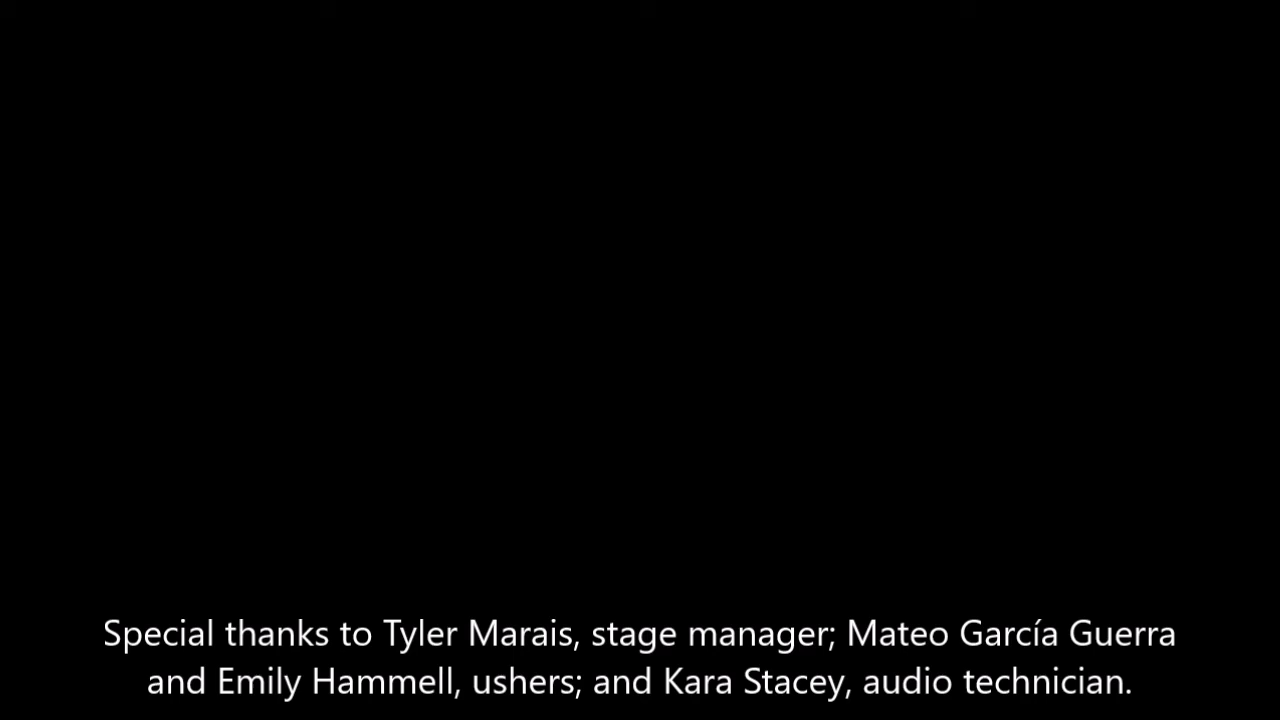 Special thanks to Tyler Marais, stage manager; Mateo García Guerra
and Emily Hammell, ushers; and Kara Stacey, audio technician.